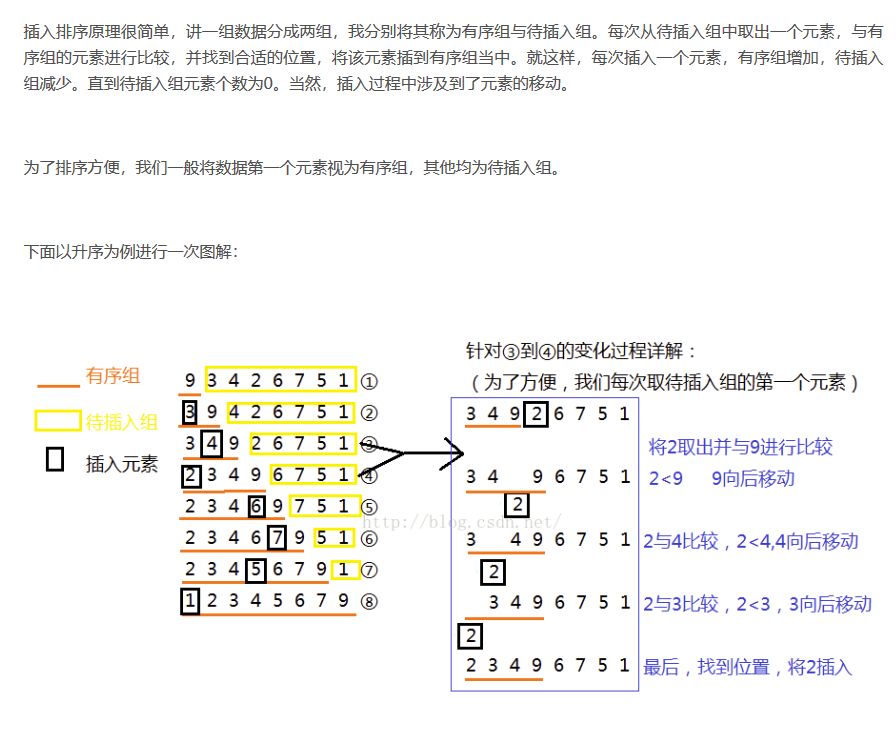 插入排序原理很简单，讲一组数据分成两组，我分别将其称为有序组与待插入组。每次从待插入组中取出一个元素，与有
序组的元素进行比较，并找到合适的位置，将该元素插到有序组当中。就这样，每次插入一个元素，有序组增加，待插入
组减少。直到待插入组元素个数为0。当然，插入过程中涉及到了元素的移动。
为了排序方便，我们一般将数据第一个元素视为有序组，其他均为待插入组。
下面以升序为例进行一次图解：
有序组
待插入组
插入元素
9 3 4 2 6 7 5 1 ①
3 9 4 2 6 7 5 1 ②
3 4 9 2 6 7 5 1 ③
2 3 4 9 6 7 5 1 ④
2 3 4 6 9 7 5 1 ⑤
2 3 4 6 7 9 5 1 ⑥
2 3 4 5 6 7 9 1 ⑦
1 2 3 4 5 6 7 9 ⑧
http://blog.csdn.net/
针对③到④的变化过程详解：
（为了方便，我们每次取待插入组的第一个元素）
3 4 9 2 6 7 5 1
将2取出并与9进行比较
3 4 9 6 7 5 1
2<9 9向后移动
2
3 4 9 6 7 5 1
2与4比较，2<4,4向后移动
2
3 4 9 6 7 5 1
2与3比较，2<3，3向后移动
2
2 3 4 9 6 7 5 1
最后，找到位置，将2插入